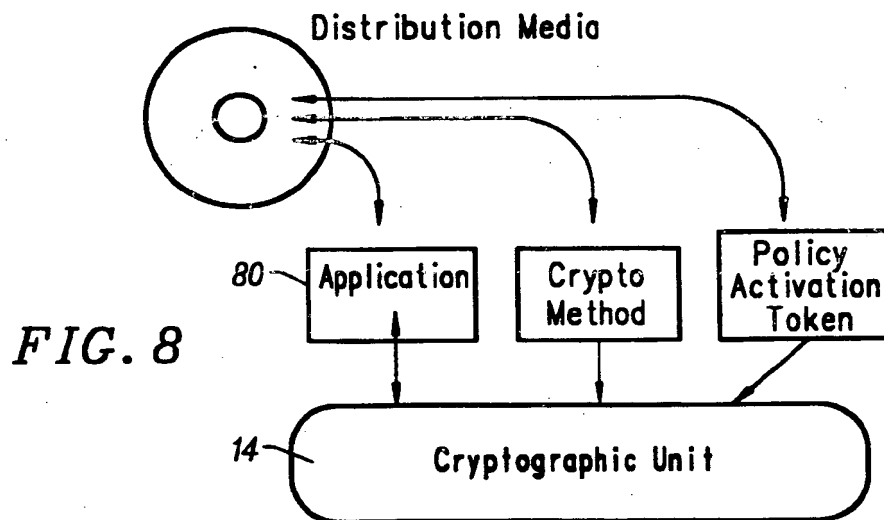 Distribution Media
80
Application
Crypto
Method
Policy
Activation
Token
FIG. 8
14
Cryptographic Unit